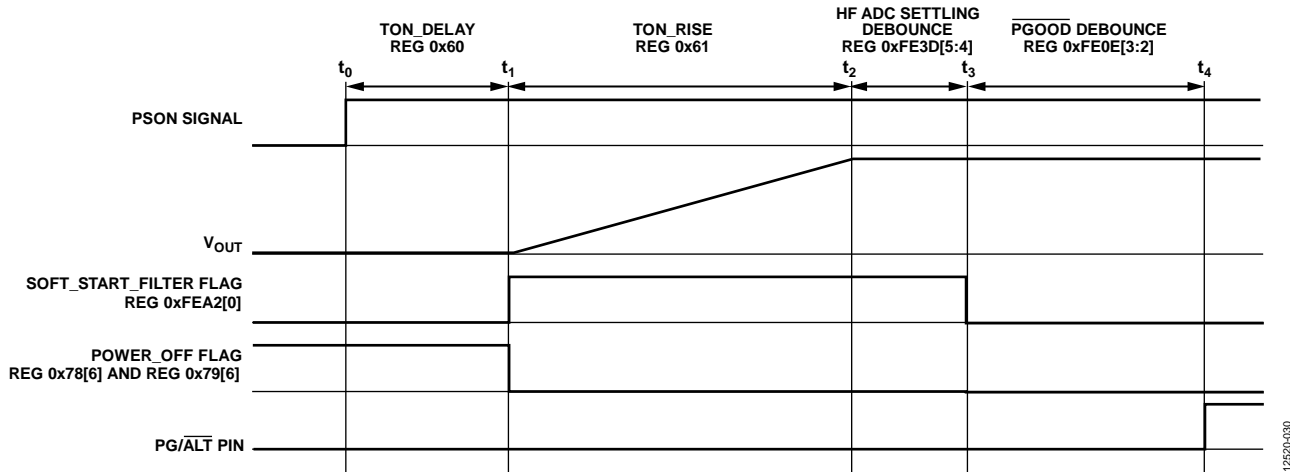 TON_DELAY
REG 0x60
TON_RISE
REG 0x61
HF ADC SETTLING
DEBOUNCE
REG 0xFE3D[5:4]
PGOOD DEBOUNCE
REG 0xFE0E[3:2]
t0
t1
t2
t3
t4
PSON SIGNAL
VOUT
SOFT_START_FILTER FLAG
REG 0xFEA2[0]
POWER_OFF FLAG
REG 0x78[6] AND REG 0x79[6]
PG/ALT PIN
12520-030